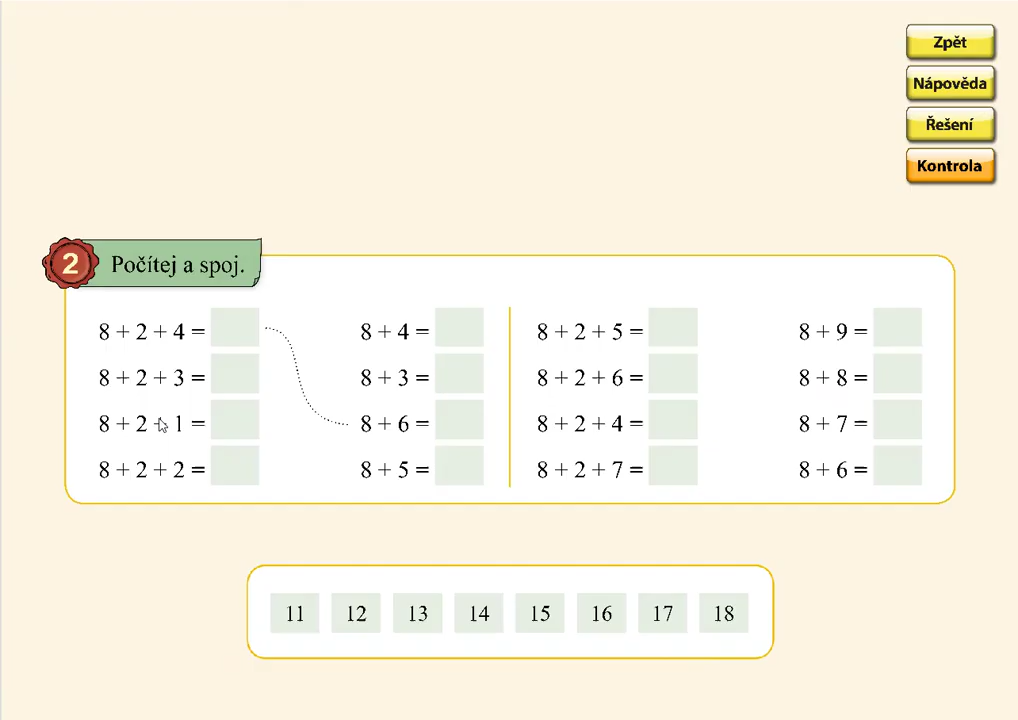 Zpět
Nápověda
Řešení
Kontrola
2 Počítej a spoj.
8 + 2 + 4 = 8 + 4 = 8 + 2 + 5 = 8 + 9 =
8 + 2 + 3 = 8 + 3 = 8 + 2 + 6 = 8 + 8 =
8 + 2 + 1 = 8 + 6 = 8 + 2 + 4 = 8 + 7 =
8 + 2 + 2 = 8 + 5 = 8 + 2 + 7 = 8 + 6 =
11 12 13 14 15 16 17 18